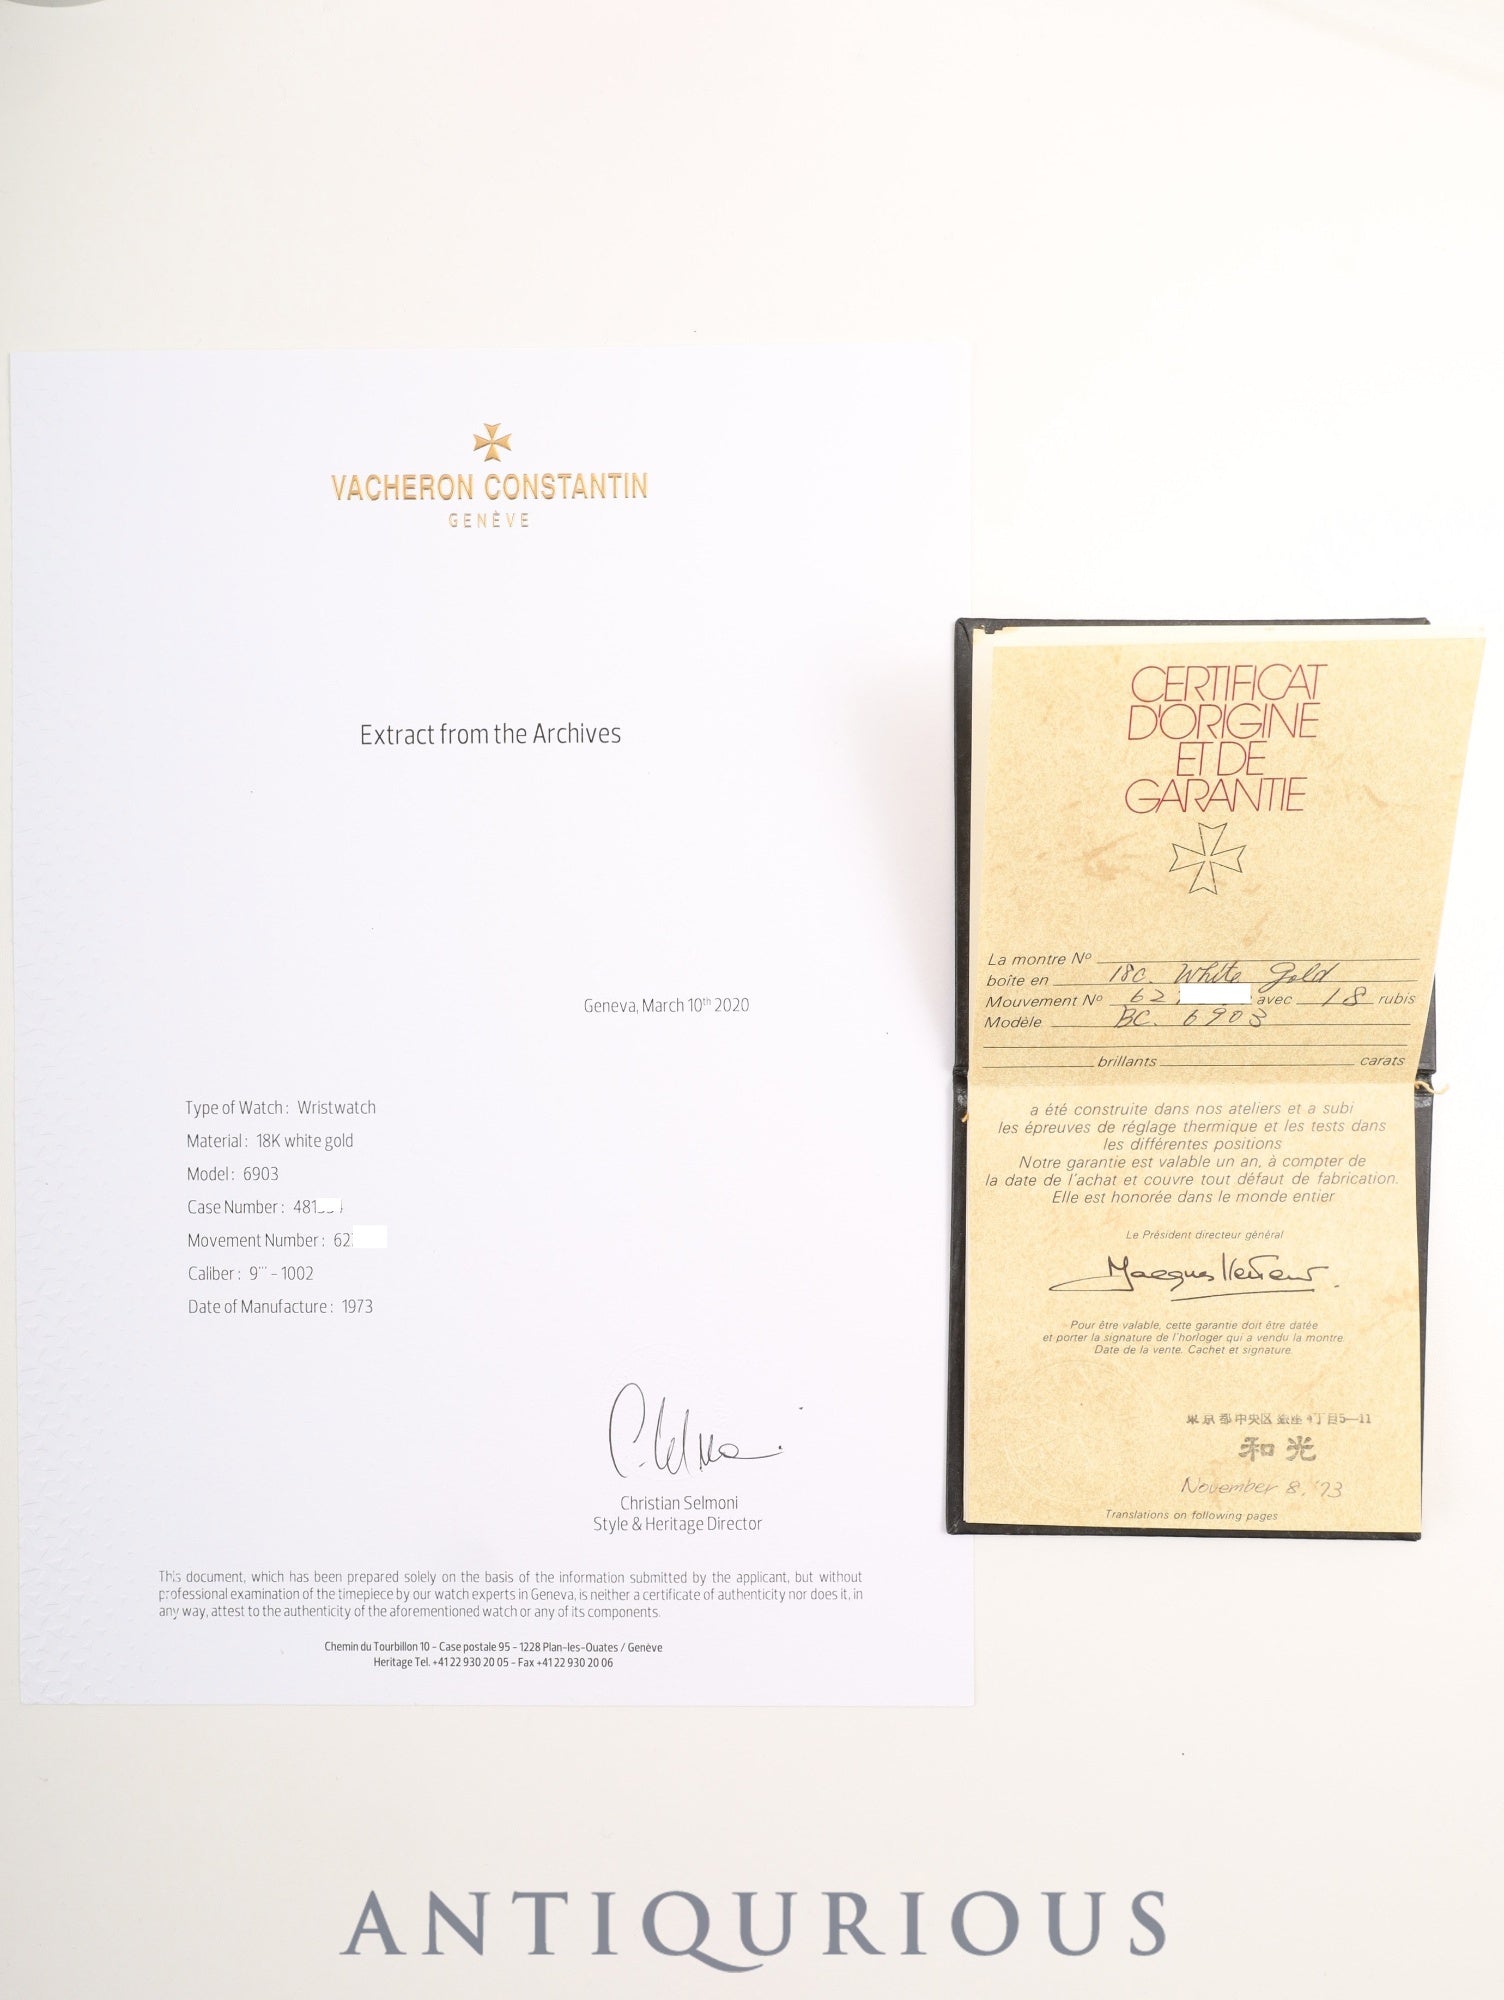 VACHERON CONSTANTIN
GENÈVE
Extract from the Archives
Geneva, March 10th 2020
Type of Watch : Wristwatch
Material : 18K white gold
Model : 6903
Case Number : 481
Movement Number : 62
Caliber : 9''' - 1002
Date of Manufacture : 1973
Christian Selmoni
Style & Heritage Director
This document, which has been prepared solely on the basis of the information submitted by the applicant, but without
professional examination of the timepiece by our watch experts in Geneva, is neither a certificate of authenticity nor does it, in
any way, attest to the authenticity of the aforementioned watch or any of its components.
Chemin du Tourbillon 10 - Case postale 95 - 1228 Plan-les-Ouates / Genève
Heritage Tel. +41 22 930 20 05 - Fax +41 22 930 20 06
CERTIFICAT
D'ORIGINE
ET DE
GARANTIE
La montre Nº
boîte en 18c. White Gold
Mouvement Nº 62 avec 18 rubis
Modèle BC. 6903
brillants carats
a été construite dans nos ateliers et a subi
les épreuves de réglage thermique et les tests dans
les différentes positions
Notre garantie est valable un an, à compter de
la date de l'achat et couvre tout défaut de fabrication.
Elle est honorée dans le monde entier
Le Président directeur général
Pour être valable, cette garantie doit être datée
et porter la signature de l'horloger qui a vendu la montre.
Date de la vente. Cachet et signature.
東京都中央区銀座4丁目5-11
和光
November 8, '73
Translations on following pages
ANTIQURIOUS